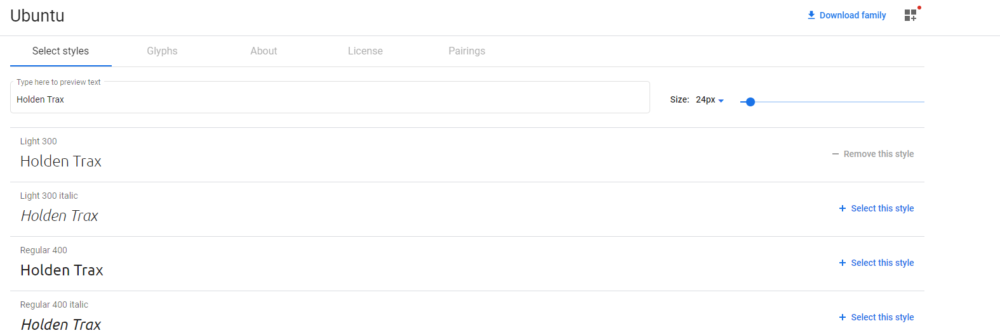 Ubuntu
Download family
Select styles Glyphs About License Pairings
Type here to preview text
Holden Trax
Size: 24px
Light 300
Holden Trax
Remove this style
Light 300 italic
Holden Trax
Select this style
Regular 400
Holden Trax
Select this style
Regular 400 italic
Holden Trax
Select this style